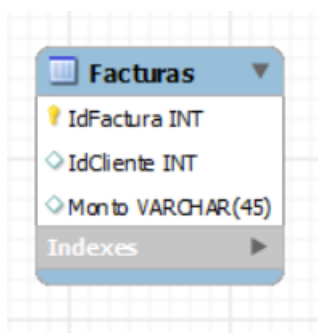 Facturas
IdFactura INT
IdCliente INT
Monto VARCHAR(45)
Indexes